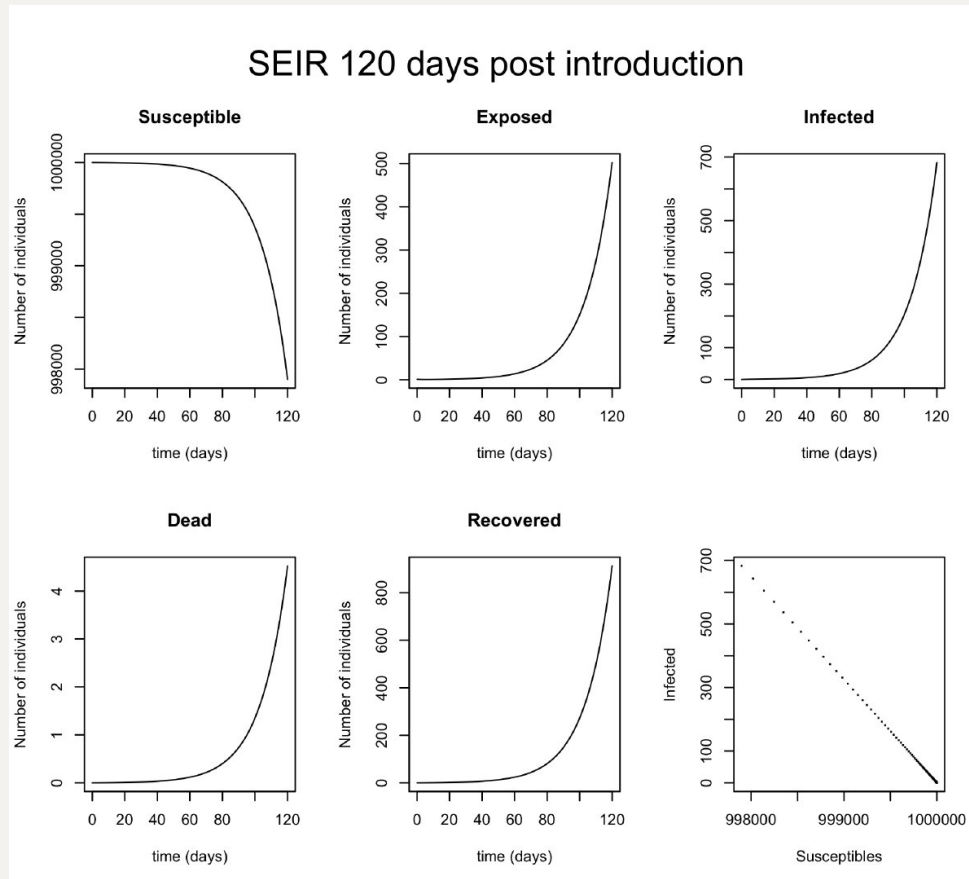 SEIR 120 days post introduction
Susceptible
Number of individuals
998000 999000 1000000
0 20 40 60 80 120
time (days)
Exposed
Number of individuals
0 100 200 300 400 500
0 20 40 60 80 120
time (days)
Infected
Number of individuals
0 100 300 500 700
0 20 40 60 80 120
time (days)
Dead
Number of individuals
0 1 2 3 4
0 20 40 60 80 120
time (days)
Recovered
Number of individuals
0 200 400 600 800
0 20 40 60 80 120
time (days)
Infected
0 100 300 500 700
998000 999000 1000000
Susceptibles